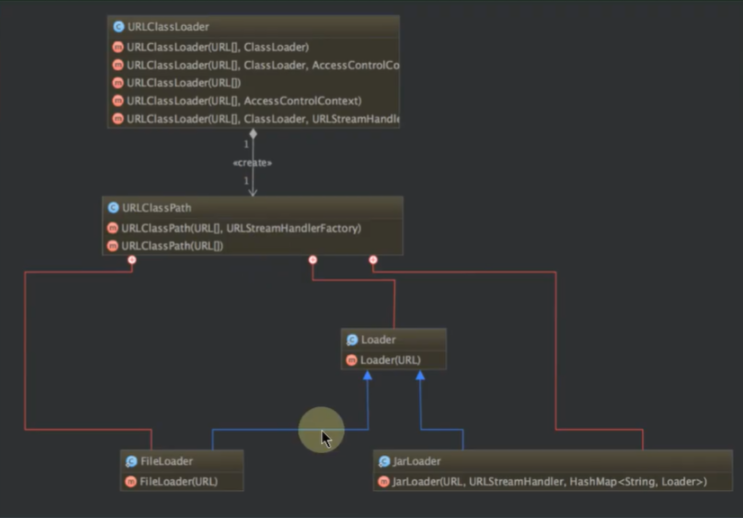 URLClassLoader
URLClassLoader(URL[], ClassLoader)
URLClassLoader(URL[], ClassLoader, AccessControlCo
URLClassLoader(URL[])
URLClassLoader(URL[], AccessControlContext)
URLClassLoader(URL[], ClassLoader, URLStreamHandle
1
«create»
1
URLClassPath
URLClassPath(URL[], URLStreamHandlerFactory)
URLClassPath(URL[])
Loader
Loader(URL)
FileLoader
FileLoader(URL)
JarLoader
JarLoader(URL, URLStreamHandler, HashMap<String, Loader>)